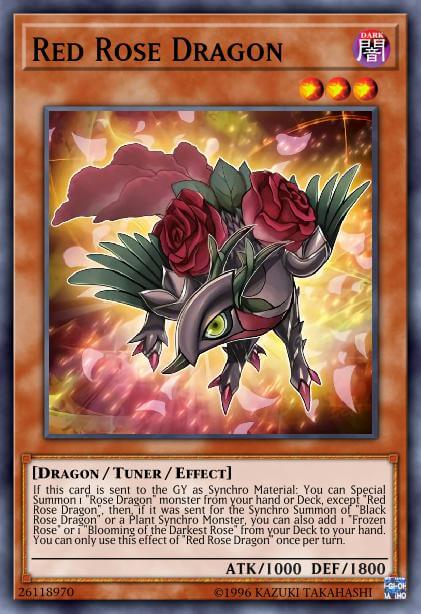 Red Rose Dragon
DARK
闇
[Dragon / Tuner / Effect]
If this card is sent to the GY as Synchro Material: You can Special
Summon 1 "Rose Dragon" monster from your hand or Deck, except "Red
Rose Dragon", then, if it was sent for the Synchro Summon of "Black
Rose Dragon" or a Plant Synchro Monster, you can also add 1 "Frozen
Rose" or 1 "Blooming of the Darkest Rose" from your Deck to your hand.
You can only use this effect of "Red Rose Dragon" once per turn.
ATK/1000 DEF/1800
26118970
©1996 KAZUKI TAKAHASHI